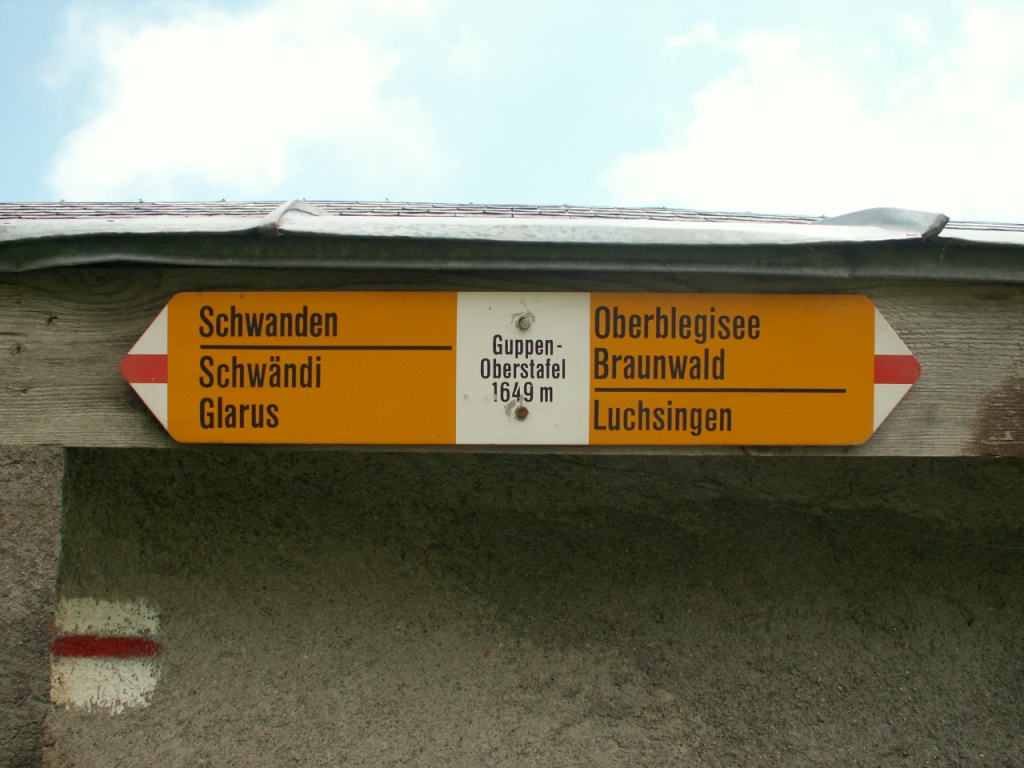 Schwanden
Schwändi
Glarus
Guppen-
Oberstafel
1649 m
Oberblegisee
Braunwald
Luchsingen